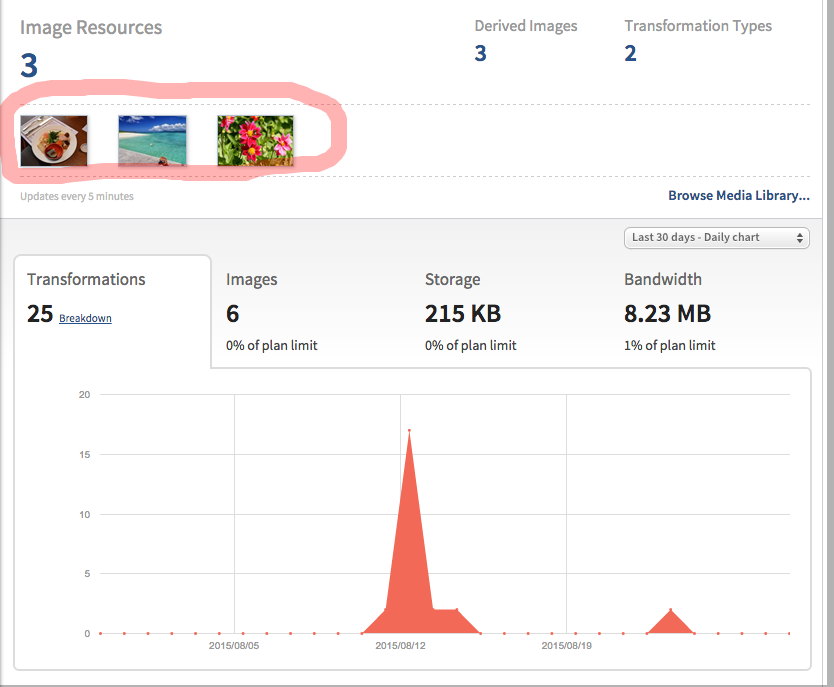 Image Resources
Derived Images
Transformation Types
3
3
2
Updates every 5 minutes
Browse Media Library...
Last 30 days - Daily chart
Transformations
Images
Storage
Bandwidth
25 Breakdown
6
215 KB
8.23 MB
0% of plan limit
0% of plan limit
1% of plan limit
20
15
10
5
0
2015/08/05
2015/08/12
2015/08/19